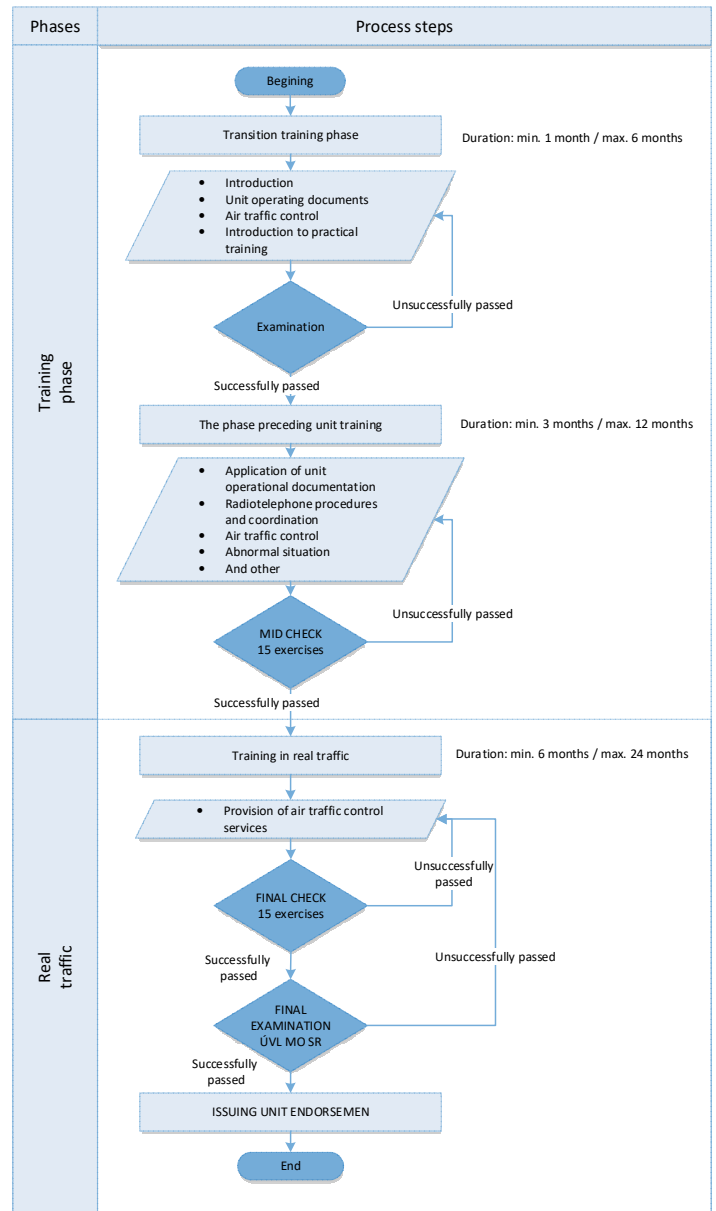 Phases
Process steps
Training
phase
Begining
Transition training phase
Duration: min. 1 month / max. 6 months
• Introduction
• Unit operating documents
• Air traffic control
• Introduction to practical
training
Unsuccessfully passed
Examination
Successfully passed
The phase preceding unit training
Duration: min. 3 months / max. 12 months
• Application of unit
operational documentation
• Radiotelephone procedures
and coordination
• Air traffic control
• Abnormal situation
• And other
Unsuccessfully passed
MID CHECK
15 exercises
Successfully passed
Real
traffic
Training in real traffic
Duration: min. 6 months / max. 24 months
• Provision of air traffic control
services
Unsuccessfully
passed
FINAL CHECK
15 exercises
Successfully
passed
Unsuccessfully passed
FINAL
EXAMINATION
ÚVL MO SR
Successfully
passed
ISSUING UNIT ENDORSEMEN
End